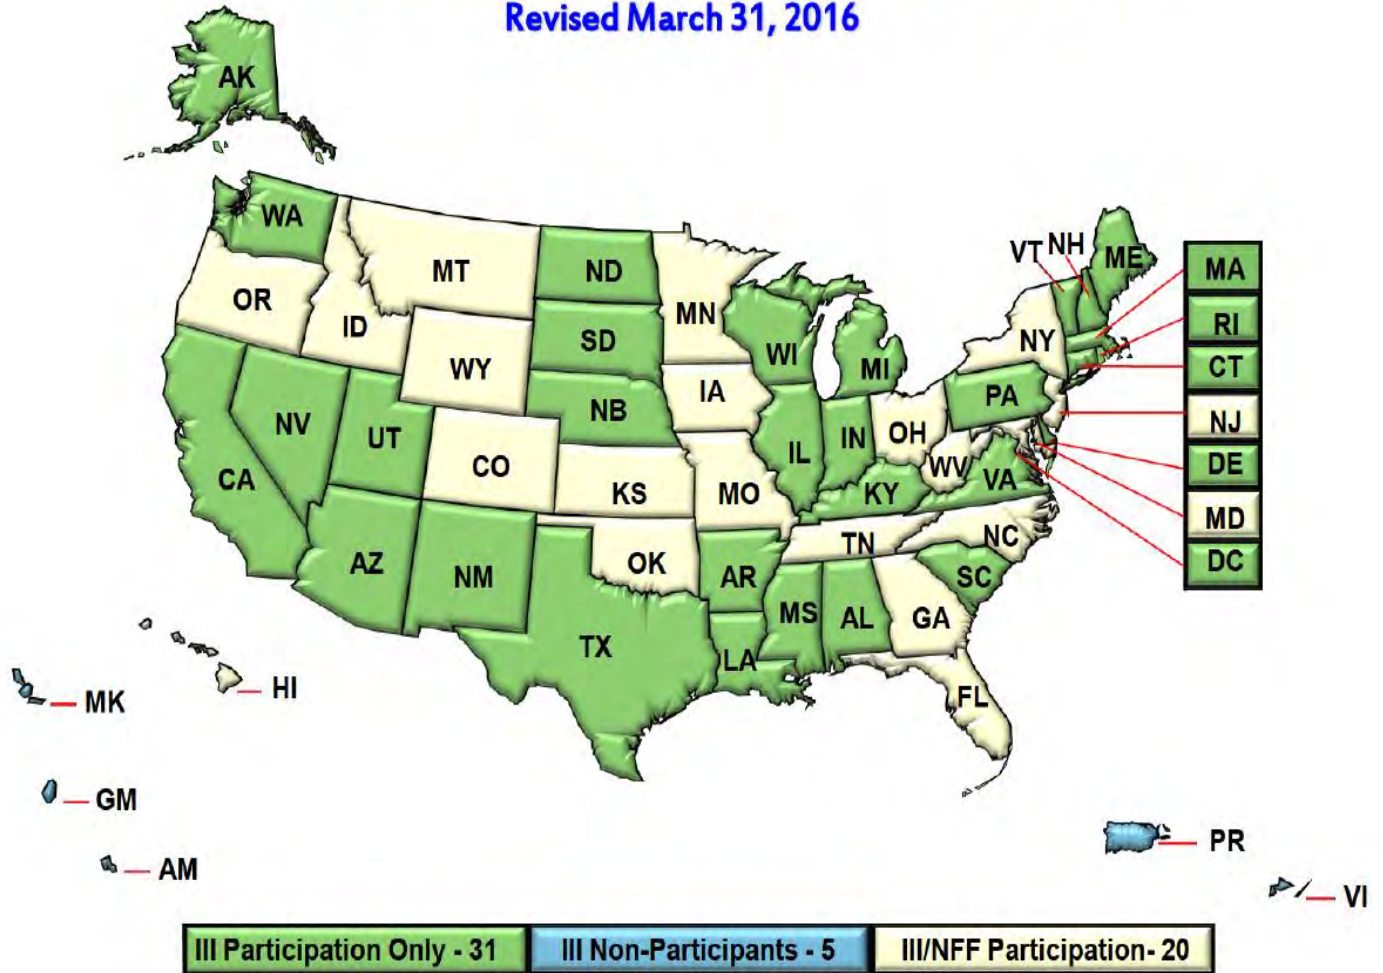 Revised March 31, 2016
AK
WA
VT NH ME
MA
MT
ND
RI
OR
MN
ID
SD
WI
NY
CT
WY
MI
IA
PA
NB
NJ
NV
UT
OH
IN
IL
CO
WV
DE
CA
KS
MO
KY
VA
MD
TN
NC
DC
AZ
NM
OK
AR
SC
MS
AL
GA
TX
LA
HI
FL
MK
GM
PR
AM
VI
III Participation Only - 31
III Non-Participants - 5
III/NFF Participation- 20